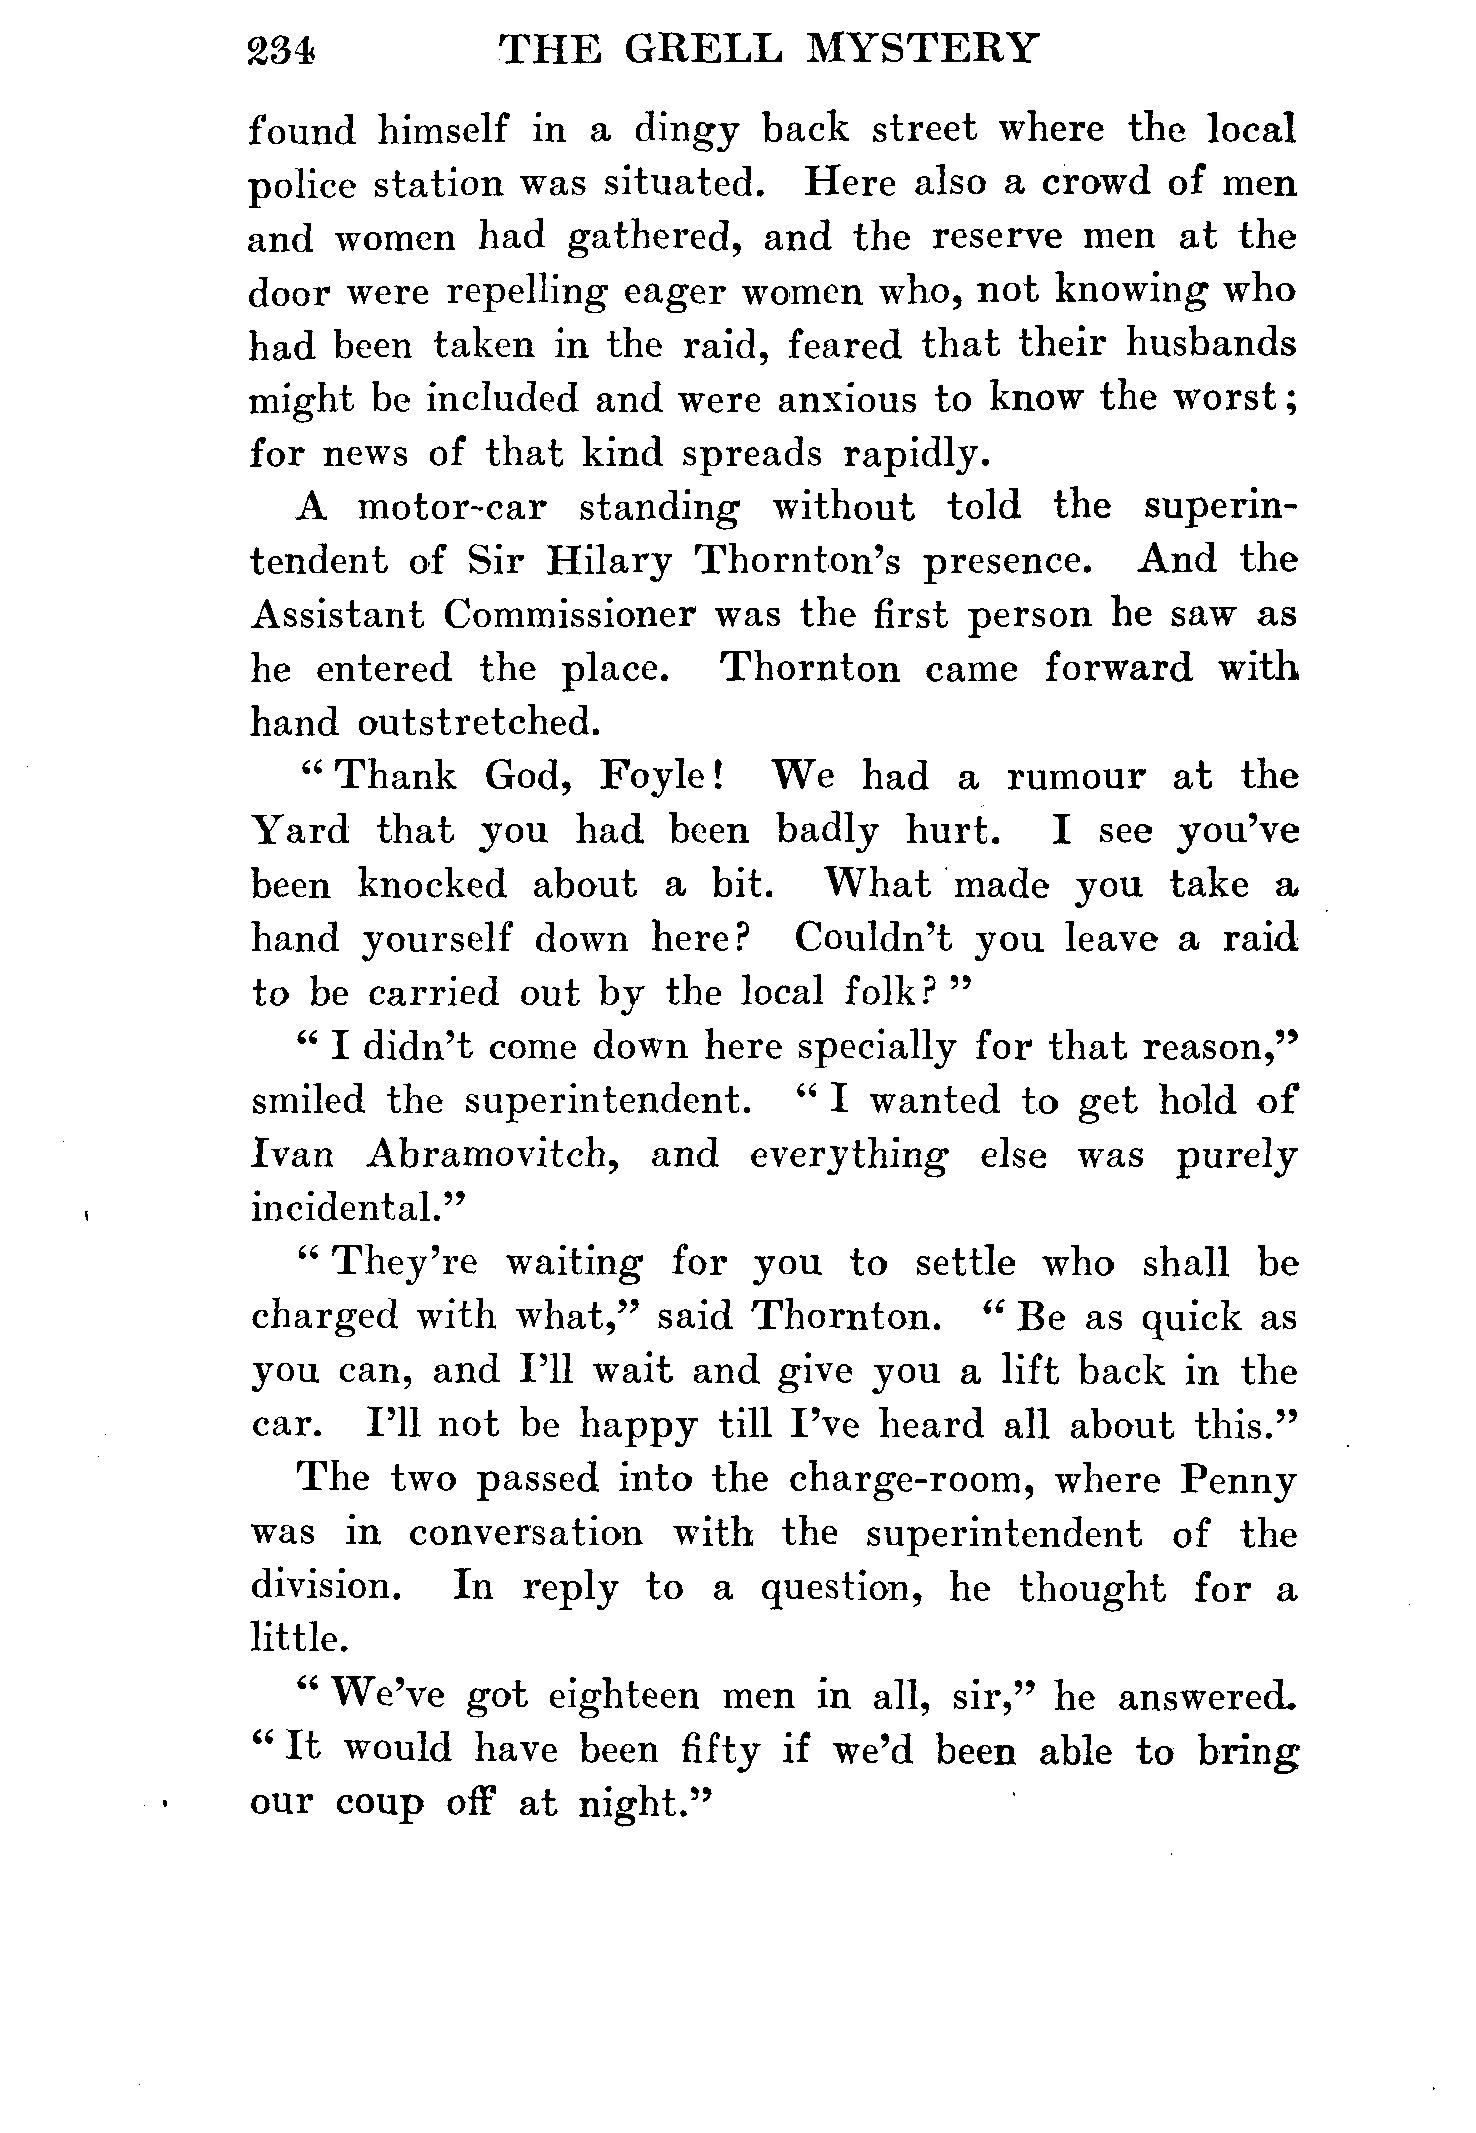 234 THE GRELL MYSTERY
found himself in a dingy back street where the local
police station was situated. Here also a crowd of men
and women had gathered, and the reserve men at the
door were repelling eager women who, not knowing who
had been taken in the raid, feared that their husbands
might be included and were anxious to know the worst;
for news of that kind spreads rapidly.
A motor-car standing without told the superin-
tendent of Sir Hilary Thornton's presence. And the
Assistant Commissioner was the first person he saw as
he entered the place. Thornton came forward with
hand outstretched.
“Thank God, Foyle! We had a rumour at the
Yard that you had been badly hurt. I see you've
been knocked about a bit. What made you take a
hand yourself down here? Couldn't you leave a raid
to be carried out by the local folk?”
“I didn't come down here specially for that reason,”
smiled the superintendent. “I wanted to get hold of
Ivan Abramovitch, and everything else was purely
incidental.”
“They're waiting for you to settle who shall be
charged with what,” said Thornton. “Be as quick as
you can, and I'll wait and give you a lift back in the
car. I'll not be happy till I've heard all about this.”
The two passed into the charge-room, where Penny
was in conversation with the superintendent of the
division. In reply to a question, he thought for a
little.
“We've got eighteen men in all, sir,” he answered.
“It would have been fifty if we'd been able to bring
our coup off at night.”